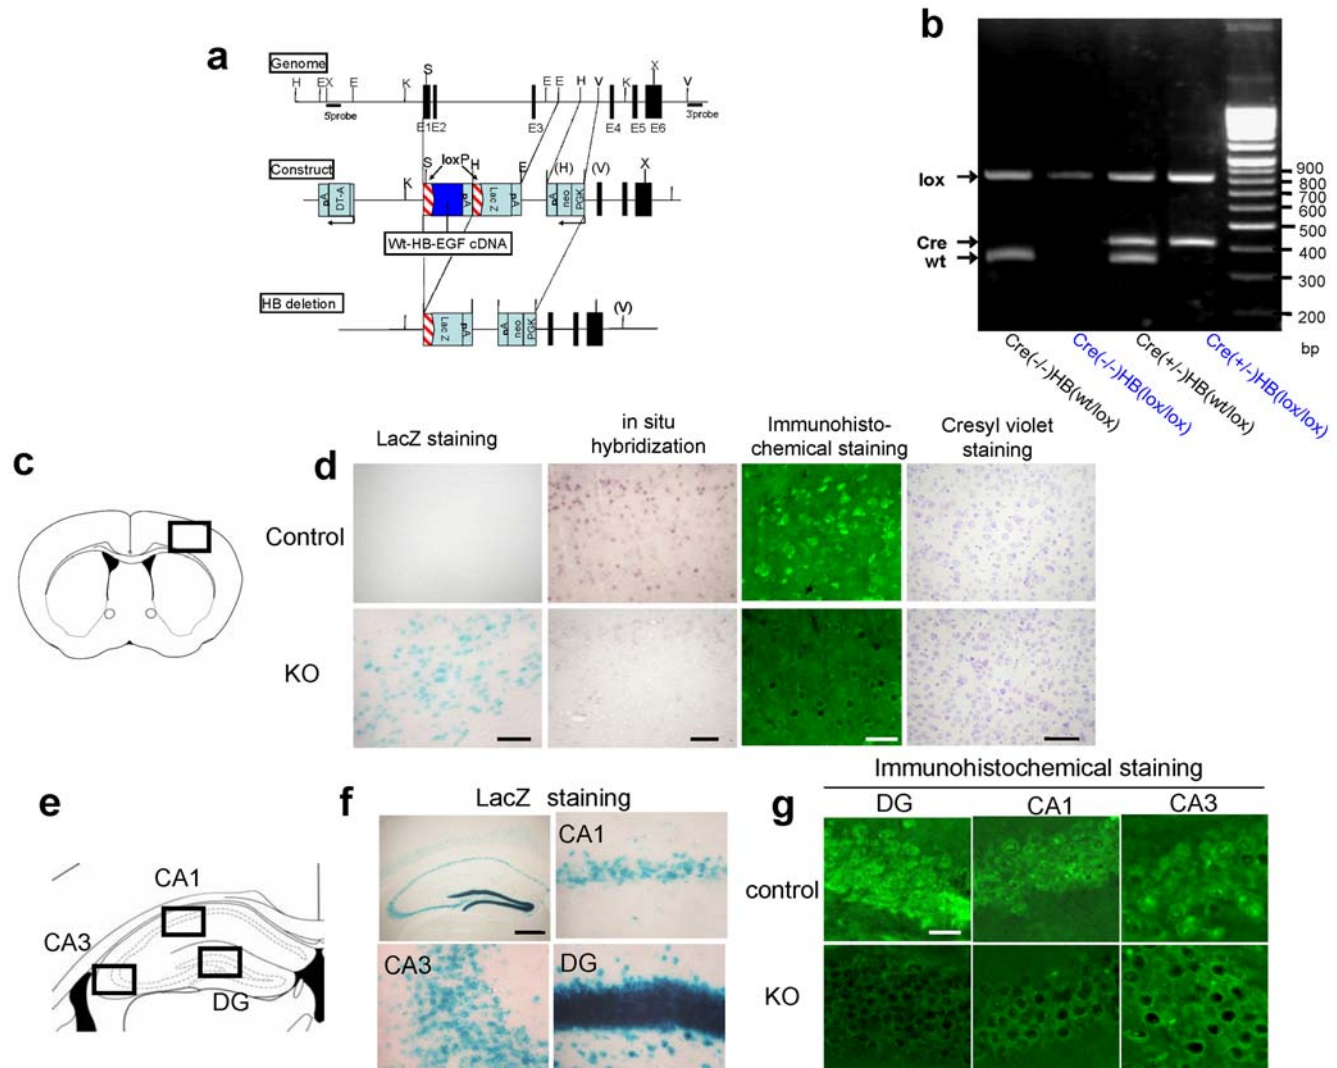 a
Genome
H EX E K S E E H V K X V
5'probe
E1E2 E3 E4 E5 E6
3'probe
Construct
loxP
K S H E (H) (V) X
pA DT-A pA Lac Z pA pA neo PGK
Wt-HB-EGF cDNA
HB deletion
(V)
Lac Z pA pA neo PGK
b
lox
Cre
wt
900
800
700
600
500
400
300
200
bp
Cre(-/-)HB(wt/lox)
Cre(-/-)HB(lox/lox)
Cre(+/-)HB(wt/lox)
Cre(+/-)HB(lox/lox)
c
d
LacZ staining
in situ
hybridization
Immunohisto-
chemical staining
Cresyl violet
staining
Control
KO
e
CA1
CA3
DG
f
LacZ staining
CA1
CA3
DG
g
Immunohistochemical staining
DG CA1 CA3
control
KO